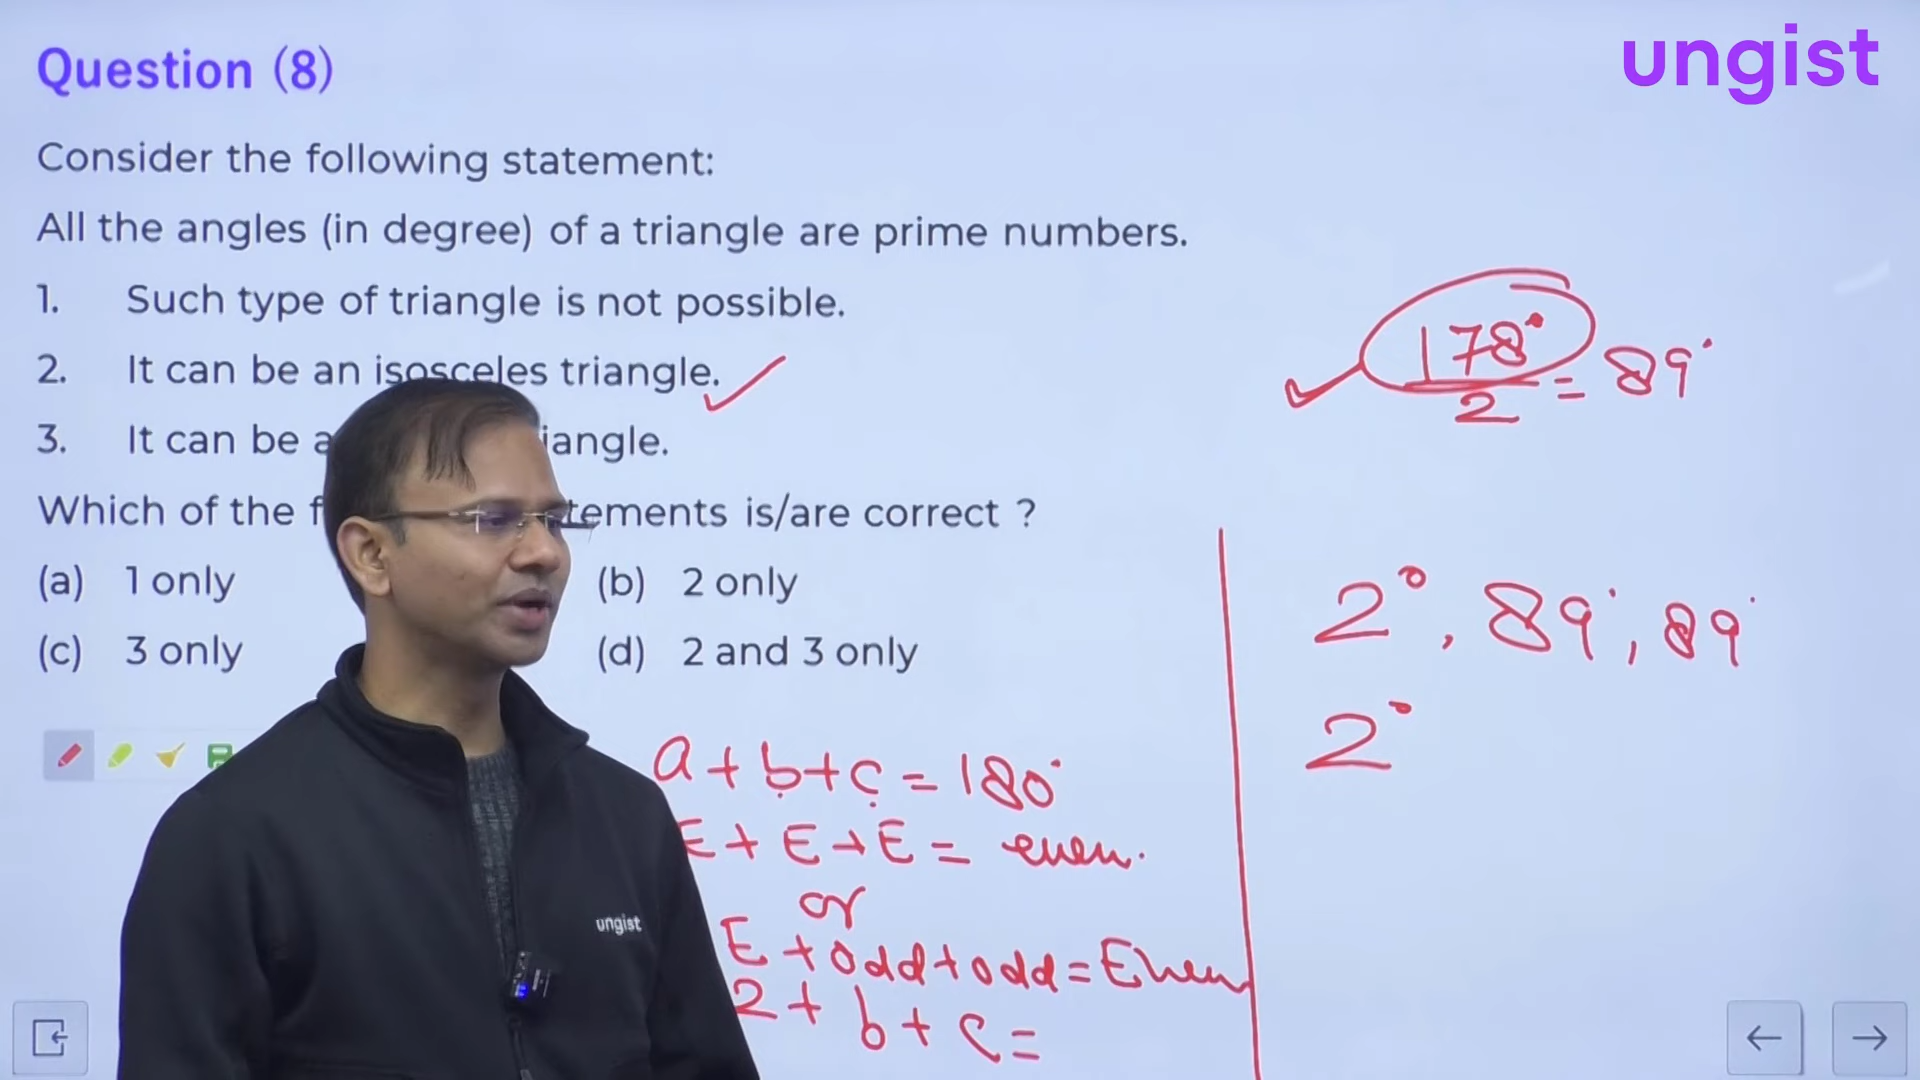 Question (8)
ungist
Consider the following statement:
All the angles (in degree) of a triangle are prime numbers.
1. Such type of triangle is not possible.
2. It can be an isosceles triangle.
3. It can be a iangle.
Which of the f tements is/are correct ?
(a) 1 only (b) 2 only
(c) 3 only (d) 2 and 3 only
178°
2
= 89°
2°, 89°, 89°
2°
a + b + c = 180°
E + E + E = even.
or
E + odd + odd = Even
2 + b + c =
ungist